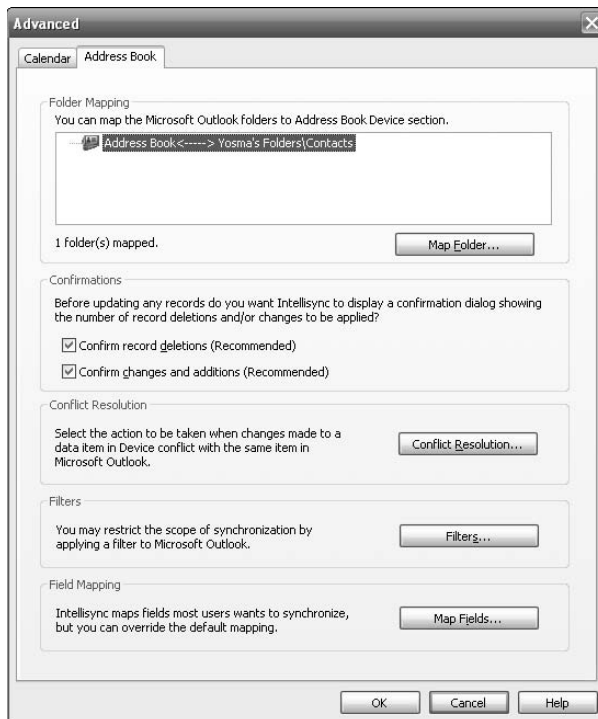 Advanced
Calendar
Address Book
Folder Mapping
You can map the Microsoft Outlook folders to Address Book Device section.
Address Book<-----> Yosma's Folders\Contacts
1 folder(s) mapped.
Map Folder...
Confirmations
Before updating any records do you want Intellisync to display a confirmation dialog showing
the number of record deletions and/or changes to be applied?
Confirm record deletions (Recommended)
Confirm changes and additions (Recommended)
Conflict Resolution
Select the action to be taken when changes made to a
data item in Device conflict with the same item in
Microsoft Outlook.
Conflict Resolution...
Filters
You may restrict the scope of synchronization by
applying a filter to Microsoft Outlook.
Filters...
Field Mapping
Intellisync maps fields most users wants to synchronize,
but you can override the default mapping.
Map Fields...
OK
Cancel
Help